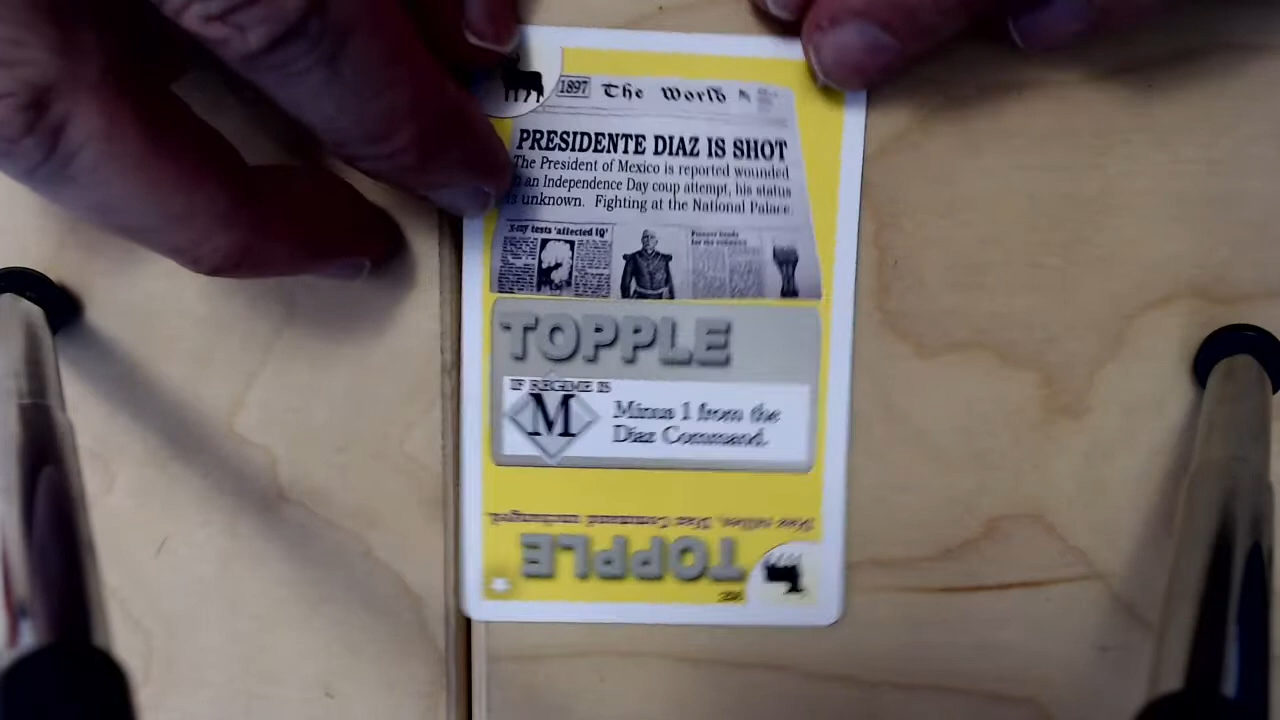 1897 The World
PRESIDENTE DIAZ IS SHOT
The President of Mexico is reported wounded
an Independence Day coup attempt, his status
is unknown. Fighting at the National Palace.
X-ray tests 'affected IQ'
TOPPLE
IF REGIME IS
M
Minus 1 from the
Diaz Command.
TOPPLE